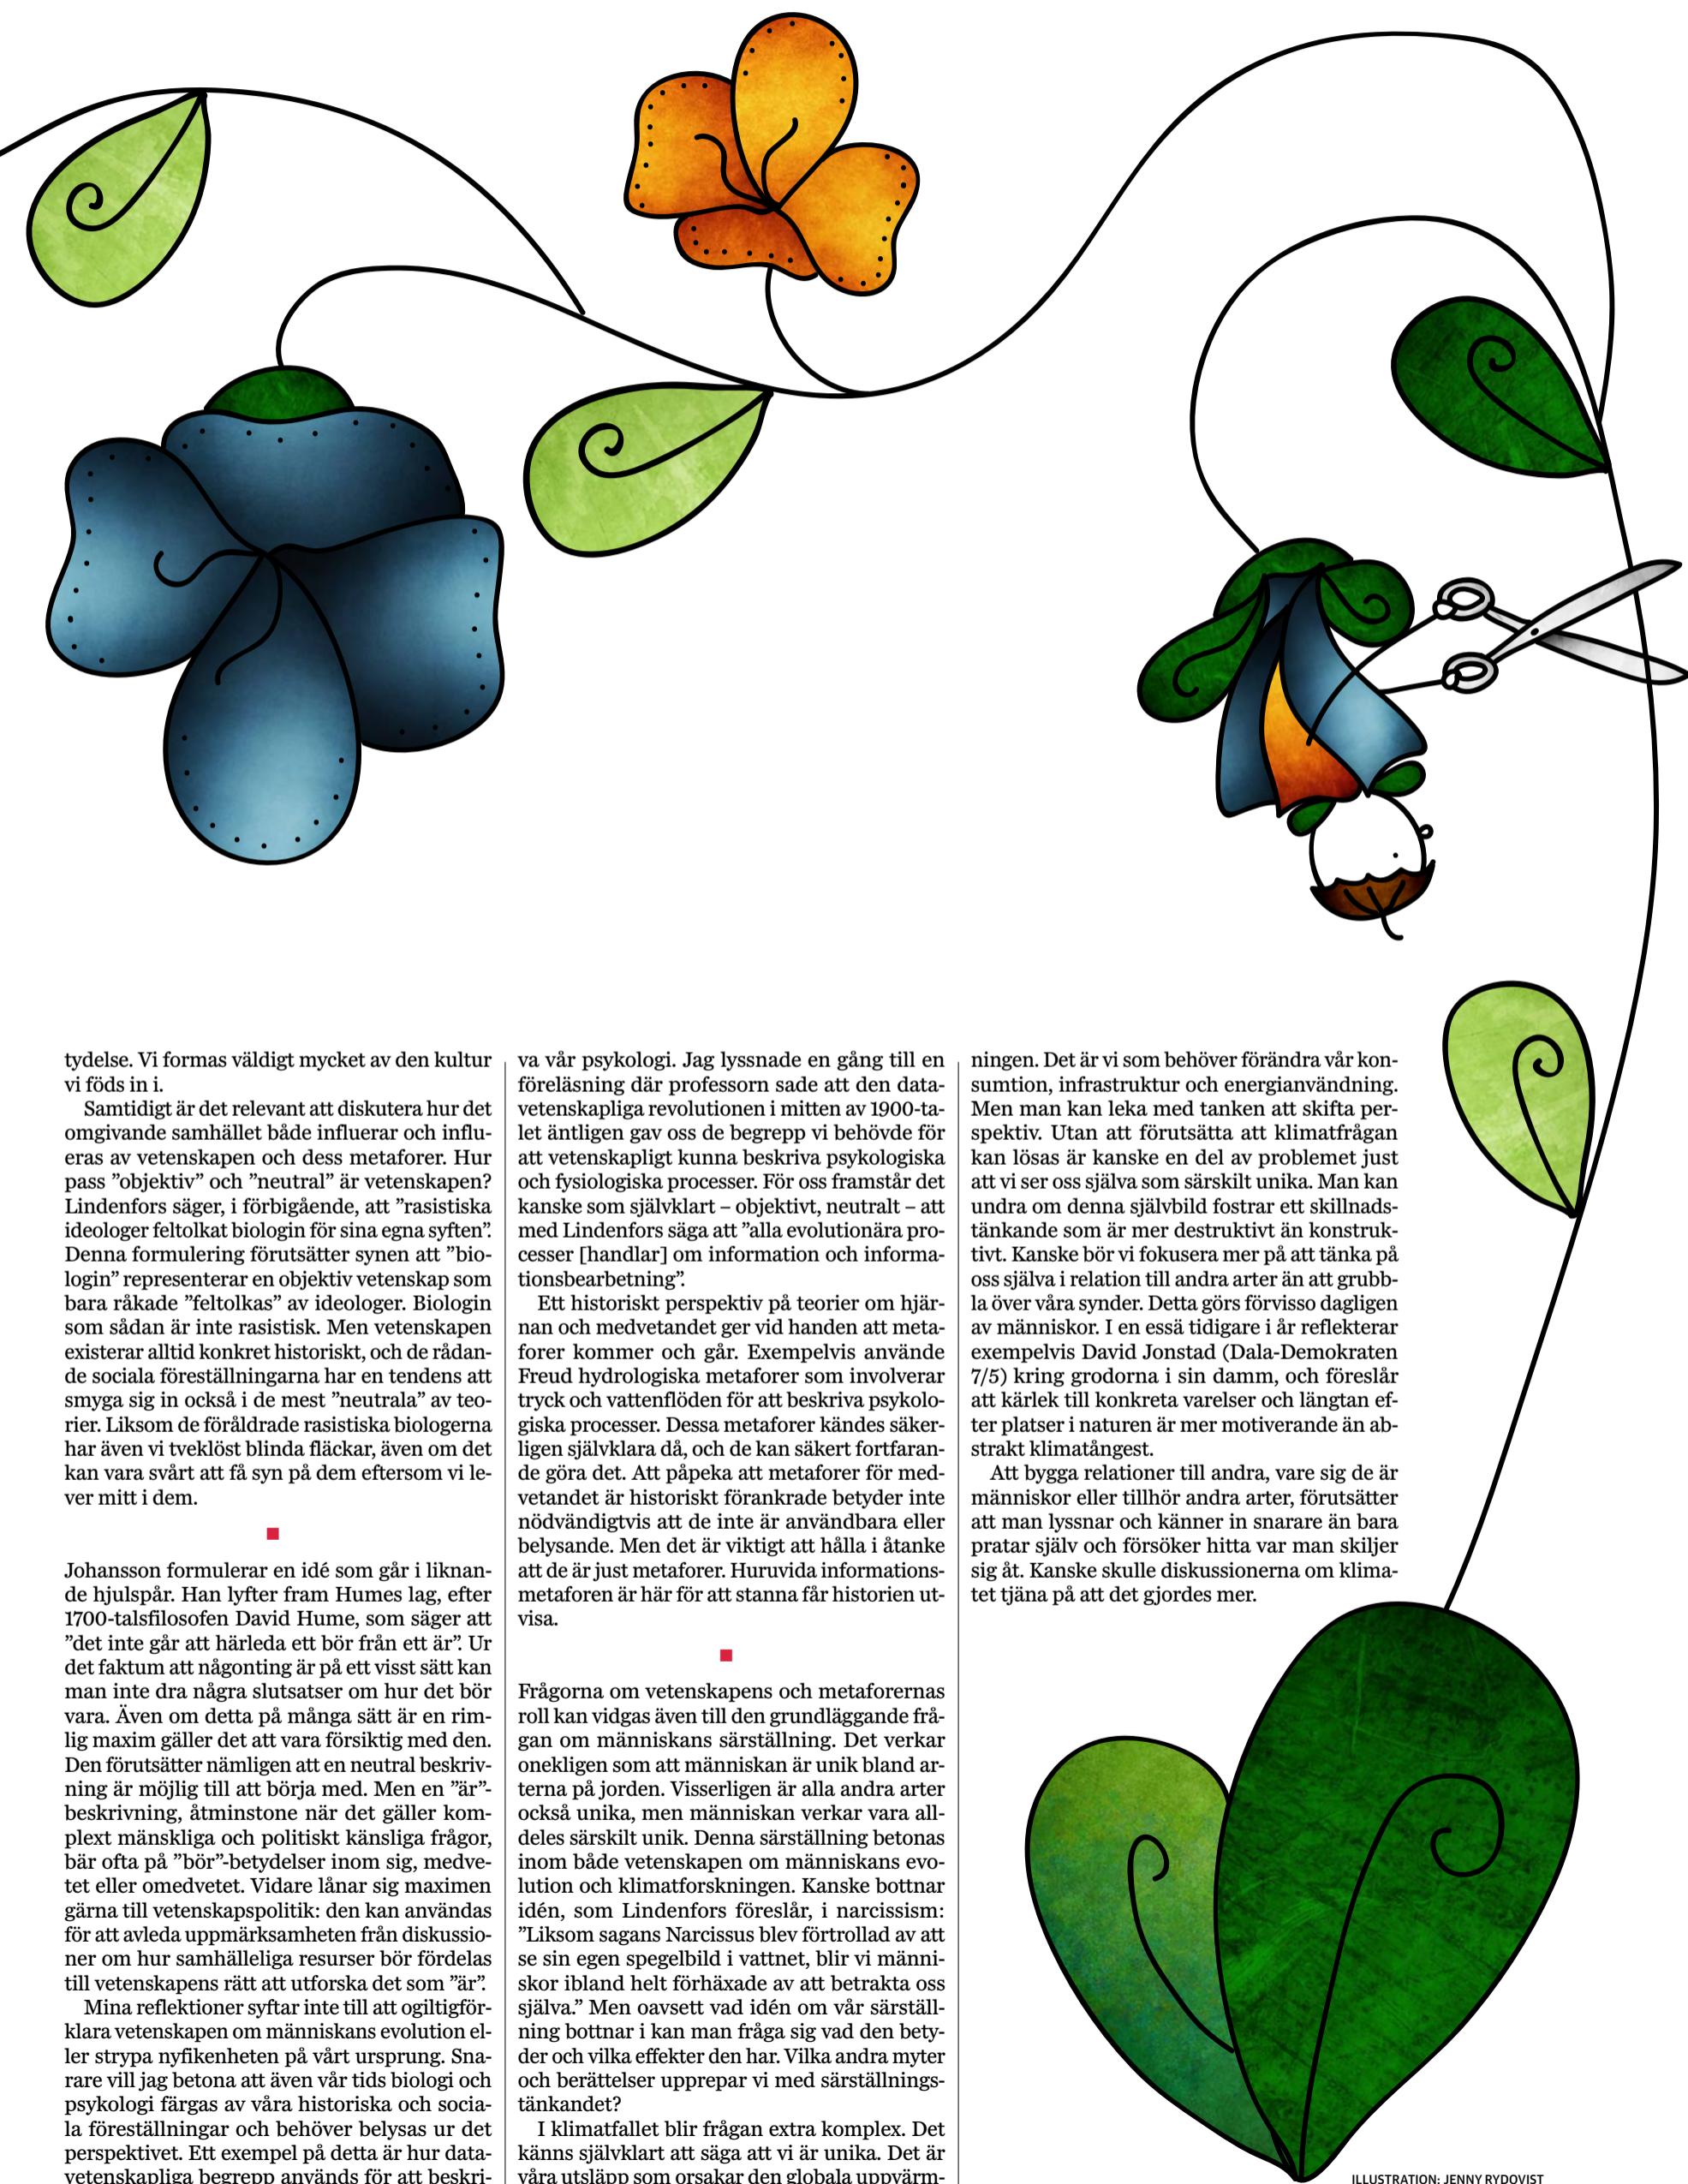 tydelse. Vi formas väldigt mycket av den kultur
vi föds in i.
Samtidigt är det relevant att diskutera hur det
omgivande samhället både influerar och influ-
eras av vetenskapen och dess metaforer. Hur
pass ”objektiv” och ”neutral” är vetenskapen?
Lindenfors säger, i förbigående, att ”rasistiska
ideologer feltolkat biologin för sina egna syften”.
Denna formulering förutsätter synen att ”bio-
login” representerar en objektiv vetenskap som
bara råkade ”feltolkas” av ideologer. Biologin
som sådan är inte rasistisk. Men vetenskapen
existerar alltid konkret historiskt, och de rådan-
de sociala föreställningarna har en tendens att
smyga sig in också i de mest ”neutrala” av teo-
rier. Liksom de föråldrade rasistiska biologerna
har även vi tveklöst blinda fläckar, även om det
kan vara svårt att få syn på dem eftersom vi le-
ver mitt i dem.
Johansson formulerar en idé som går i liknan-
de hjulspår. Han lyfter fram Humes lag, efter
1700-talsfilosofen David Hume, som säger att
”det inte går att härleda ett bör från ett är”. Ur
det faktum att någonting är på ett visst sätt kan
man inte dra några slutsatser om hur det bör
vara. Även om detta på många sätt är en rim-
lig maxim gäller det att vara försiktig med den.
Den förutsätter nämligen att en neutral beskriv-
ning är möjlig till att börja med. Men en ”är”-
beskrivning, åtminstone när det gäller kom-
plext mänskliga och politiskt känsliga frågor,
bär ofta på ”bör”-betydelser inom sig, medve-
tet eller omedvetet. Vidare lånar sig maximen
gärna till vetenskapspolitik: den kan användas
för att avleda uppmärksamheten från diskussio-
ner om hur samhälleliga resurser bör fördelas
till vetenskapens rätt att utforska det som ”är”.
Mina reflektioner syftar inte till att ogiltigför-
klara vetenskapen om människans evolution el-
ler strypa nyfikenheten på vårt ursprung. Sna-
rare vill jag betona att även vår tids biologi och
psykologi färgas av våra historiska och socia-
la föreställningar och behöver belysas ur det
perspektivet. Ett exempel på detta är hur data-
vetenskapliga begrepp används för att beskri-
va vår psykologi. Jag lyssnade en gång till en
föreläsning där professorn sade att den data-
vetenskapliga revolutionen i mitten av 1900-ta-
let äntligen gav oss de begrepp vi behövde för
att vetenskapligt kunna beskriva psykologiska
och fysiologiska processer. För oss framstår det
kanske som självklart – objektivt, neutralt – att
med Lindenfors säga att ”alla evolutionära pro-
cesser [handlar] om information och informa-
tionsbearbetning”.
Ett historiskt perspektiv på teorier om hjär-
nan och medvetandet ger vid handen att meta-
forer kommer och går. Exempelvis använde
Freud hydrologiska metaforer som involverar
tryck och vattenflöden för att beskriva psykolo-
giska processer. Dessa metaforer kändes säker-
ligen självklara då, och de kan säkert fortfaran-
de göra det. Att påpeka att metaforer för med-
vetandet är historiskt förankrade betyder inte
nödvändigtvis att de inte är användbara eller
belysande. Men det är viktigt att hålla i åtanke
att de är just metaforer. Huruvida informations-
metaforen är här för att stanna får historien ut-
visa.
Frågorna om vetenskapens och metaforernas
roll kan vidgas även till den grundläggande frå-
gan om människans särställning. Det verkar
onekligen som att människan är unik bland ar-
terna på jorden. Visserligen är alla andra arter
också unika, men människan verkar vara all-
deles särskilt unik. Denna särställning betonas
inom både vetenskapen om människans evo-
lution och klimatforskningen. Kanske bottnar
idén, som Lindenfors föreslår, i narcissism:
”Liksom sagans Narcissus blev förtrollad av att
se sin egen spegelbild i vattnet, blir vi männi-
skor ibland helt förhäxade av att betrakta oss
själva.” Men oavsett vad idén om vår särställ-
ning bottnar i kan man fråga sig vad den bety-
der och vilka effekter den har. Vilka andra myter
och berättelser upprepar vi med särställnings-
tänkandet?
I klimatfallet blir frågan extra komplex. Det
känns självklart att säga att vi är unika. Det är
våra utsläpp som orsakar den globala uppvärm-
ningen. Det är vi som behöver förändra vår kon-
sumtion, infrastruktur och energianvändning.
Men man kan leka med tanken att skifta per-
spektiv. Utan att förutsätta att klimatfrågan
kan lösas är kanske en del av problemet just
att vi ser oss själva som särskilt unika. Man kan
undra om denna självbild fostrar ett skillnads-
tänkande som är mer destruktivt än konstruk-
tivt. Kanske bör vi fokusera mer på att tänka på
oss själva i relation till andra arter än att grubb-
la över våra synder. Detta görs förvisso dagligen
av människor. I en essä tidigare i år reflekterar
exempelvis David Jonstad (Dala-Demokraten
7/5) kring grodorna i sin damm, och föreslår
att kärlek till konkreta varelser och längtan ef-
ter platser i naturen är mer motiverande än ab-
strakt klimatångest.
Att bygga relationer till andra, vare sig de är
människor eller tillhör andra arter, förutsätter
att man lyssnar och känner in snarare än bara
pratar själv och försöker hitta var man skiljer
sig åt. Kanske skulle diskussionerna om klima-
tet tjäna på att det gjordes mer.
ILLUSTRATION: JENNY RYDQVIST